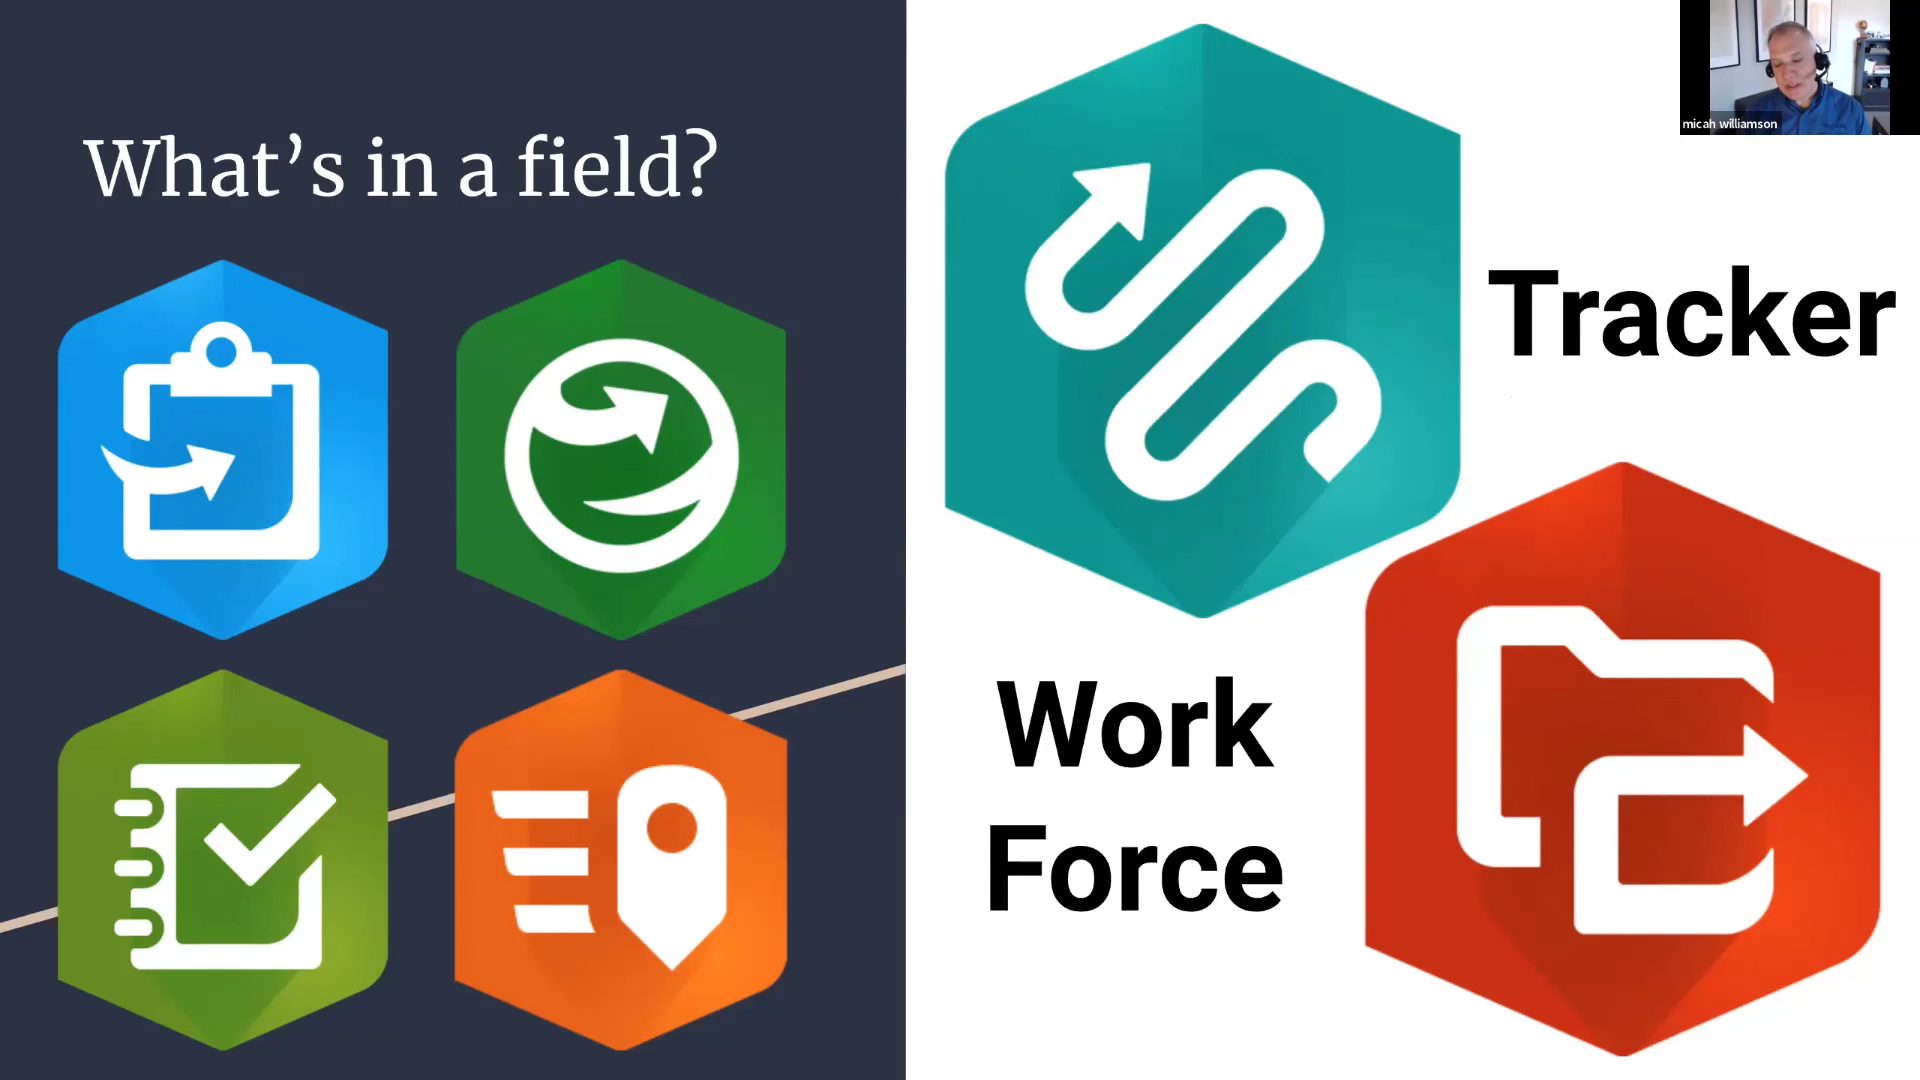 What’s in a field?
Tracker
Work
Force
micah williamson